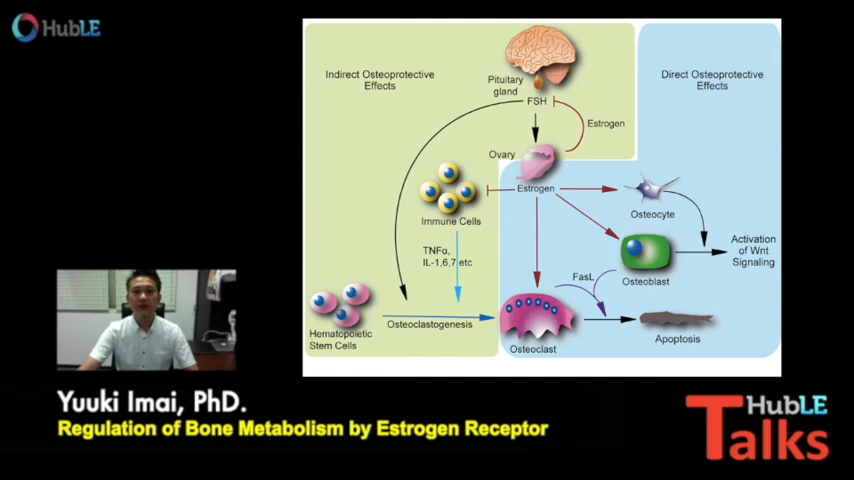 HubLE
Indirect Osteoprotective
Effects
Direct Osteoprotective
Effects
Pituitary
gland
FSH
Estrogen
Ovary
Estrogen
Immune Cells
Osteocyte
TNFα,
IL-1,6,7 etc
Activation
of Wnt
Signaling
FasL
Osteoblast
Hematopoietic
Stem Cells
Osteoclastogenesis
Osteoclast
Apoptosis
Yuuki Imai, PhD.
Regulation of Bone Metabolism by Estrogen Receptor
HubLE
Talks